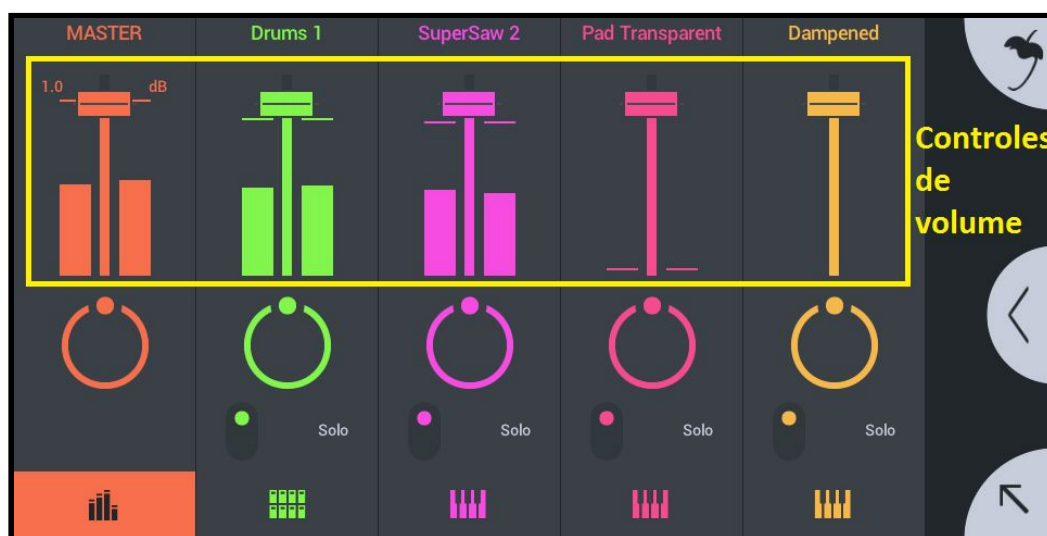 MASTER
Drums 1
SuperSaw 2
Pad Transparent
Dampened
1.0 dB
Controles
de
volume
Solo
Solo
Solo
Solo